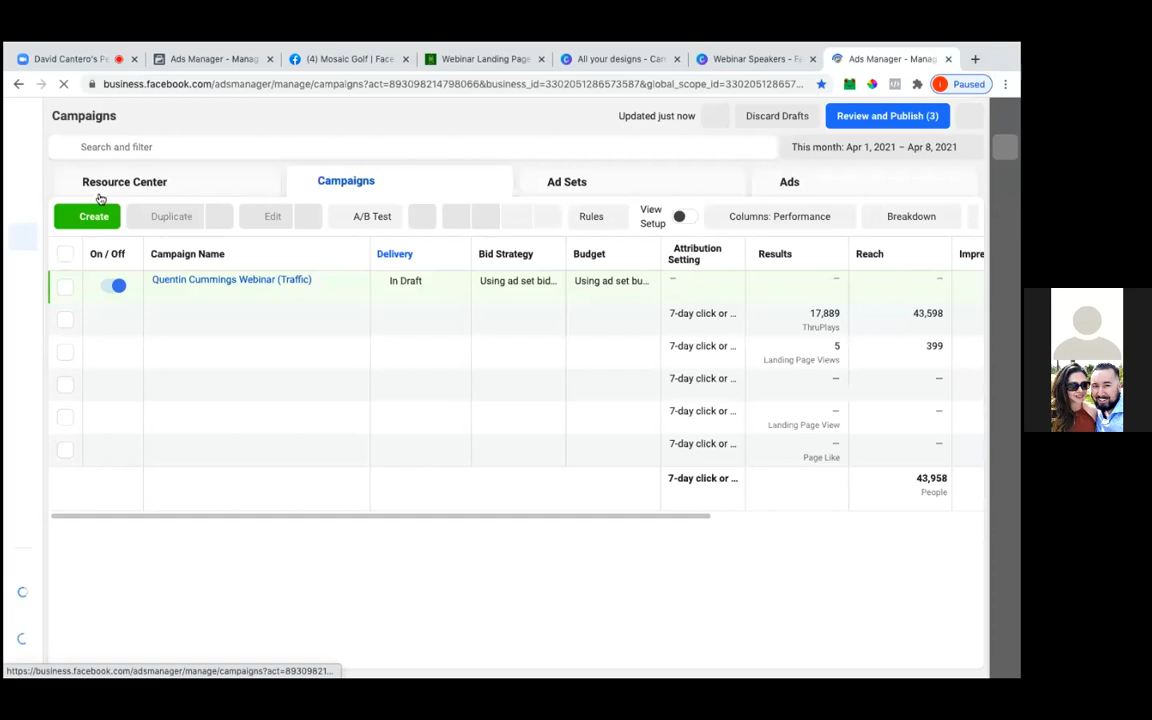 David Cantero's P
Ads Manager - Manag
(4) Mosaic Golf | Face
Webinar Landing Page
All your designs - Can
Webinar Speakers - Fa
Ads Manager - Manag
business.facebook.com/adsmanager/manage/campaigns?act=893098214798066&business_id=3302051286573587&global_scope_id=330205128657...
Paused
Campaigns
Updated just now
Discard Drafts
Review and Publish (3)
Search and filter
This month: Apr 1, 2021 – Apr 8, 2021
Resource Center
Campaigns
Ad Sets
Ads
Create
Duplicate
Edit
A/B Test
Rules
View
Setup
Columns: Performance
Breakdown
On / Off
Campaign Name
Delivery
Bid Strategy
Budget
Attribution
Setting
Results
Reach
Impre
Quentin Cummings Webinar (Traffic)
In Draft
Using ad set bid...
Using ad set bu...
—
—
—
7-day click or ...
17,889
43,598
ThruPlays
7-day click or ...
5
399
Landing Page Views
7-day click or ...
—
—
7-day click or ...
—
—
Landing Page View
7-day click or ...
—
—
Page Like
7-day click or ...
43,958
People
https://business.facebook.com/adsmanager/manage/campaigns?act=89309821...